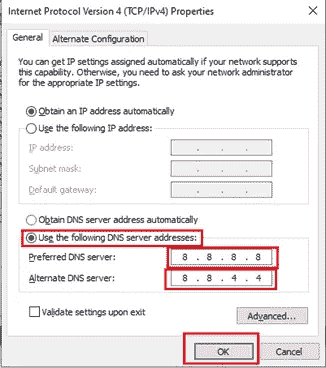 Internet Protocol Version 4 (TCP/IPv4) Properties
General
Alternate Configuration
You can get IP settings assigned automatically if your network supports
this capability. Otherwise, you need to ask your network administrator
for the appropriate IP settings.
Obtain an IP address automatically
Use the following IP address:
IP address:
Subnet mask:
Default gateway:
Obtain DNS server address automatically
Use the following DNS server addresses:
Preferred DNS server: 8 . 8 . 8 . 8
Alternate DNS server: 8 . 8 . 4 . 4
Validate settings upon exit
Advanced...
OK Cancel